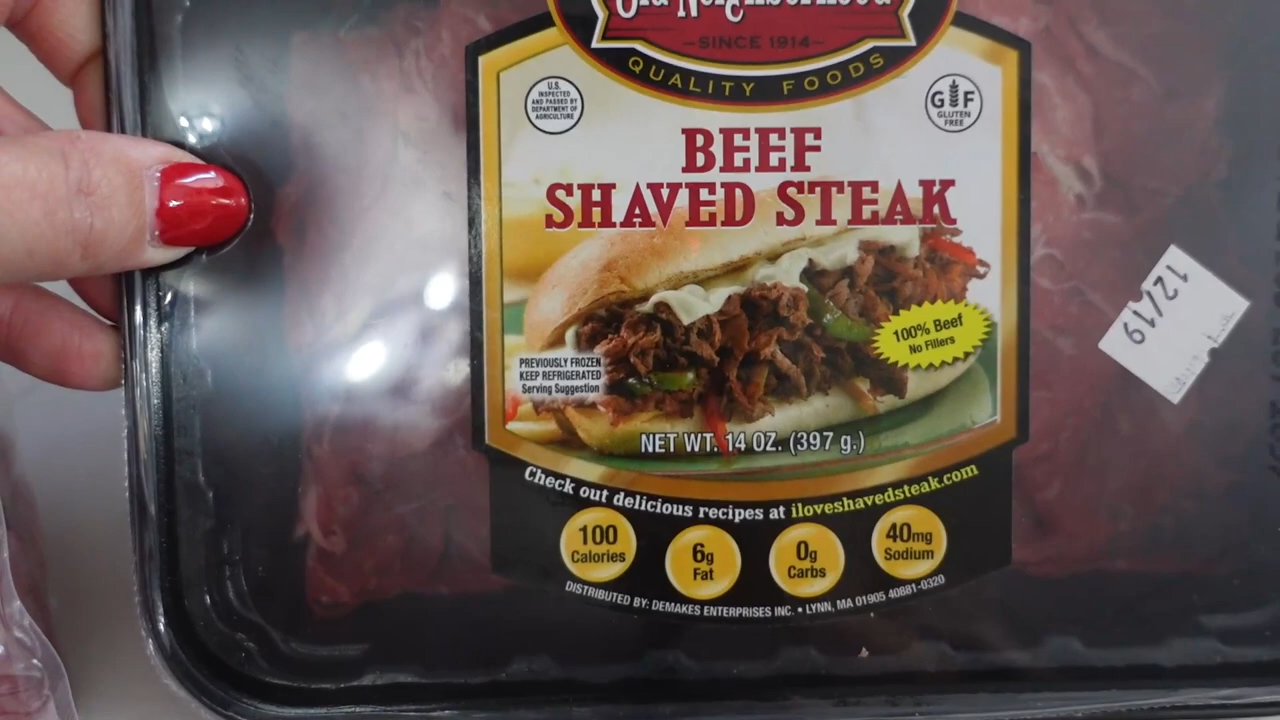 Old Neighborhood
—SINCE 1914—
QUALITY FOODS
U.S.
INSPECTED
AND PASSED BY
DEPARTMENT OF
AGRICULTURE
G F
GLUTEN
FREE
BEEF
SHAVED STEAK
100% Beef
No Fillers
12/19
PREVIOUSLY FROZEN
KEEP REFRIGERATED
Serving Suggestion
NET WT. 14 OZ. (397 g.)
Check out delicious recipes at iloveshavedsteak.com
100
Calories
6g
Fat
0g
Carbs
40mg
Sodium
DISTRIBUTED BY: DEMAKES ENTERPRISES INC. • LYNN, MA 01905 40881-0320